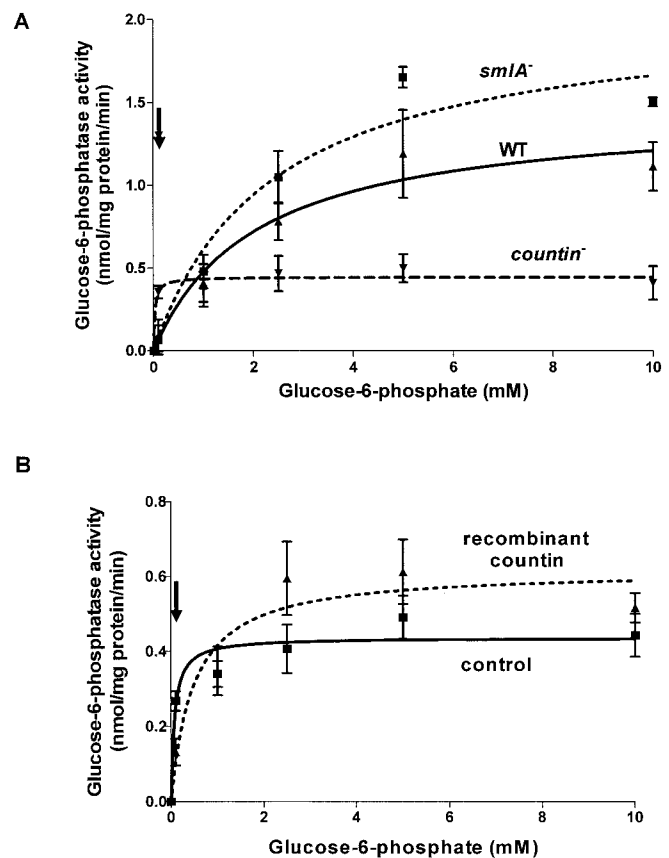 A
Glucose-6-phosphatase activity
(nmol/mg protein/min)
2.0
1.5
1.0
0.5
0.0
smlA-
WT
countin-
0 2 4 6 8 10
Glucose-6-phosphate (mM)
B
Glucose-6-phosphatase activity
(nmol/mg protein/min)
0.8
0.6
0.4
0.2
0.0
recombinant
countin
control
0 2 4 6 8 10
Glucose-6-phosphate (mM)